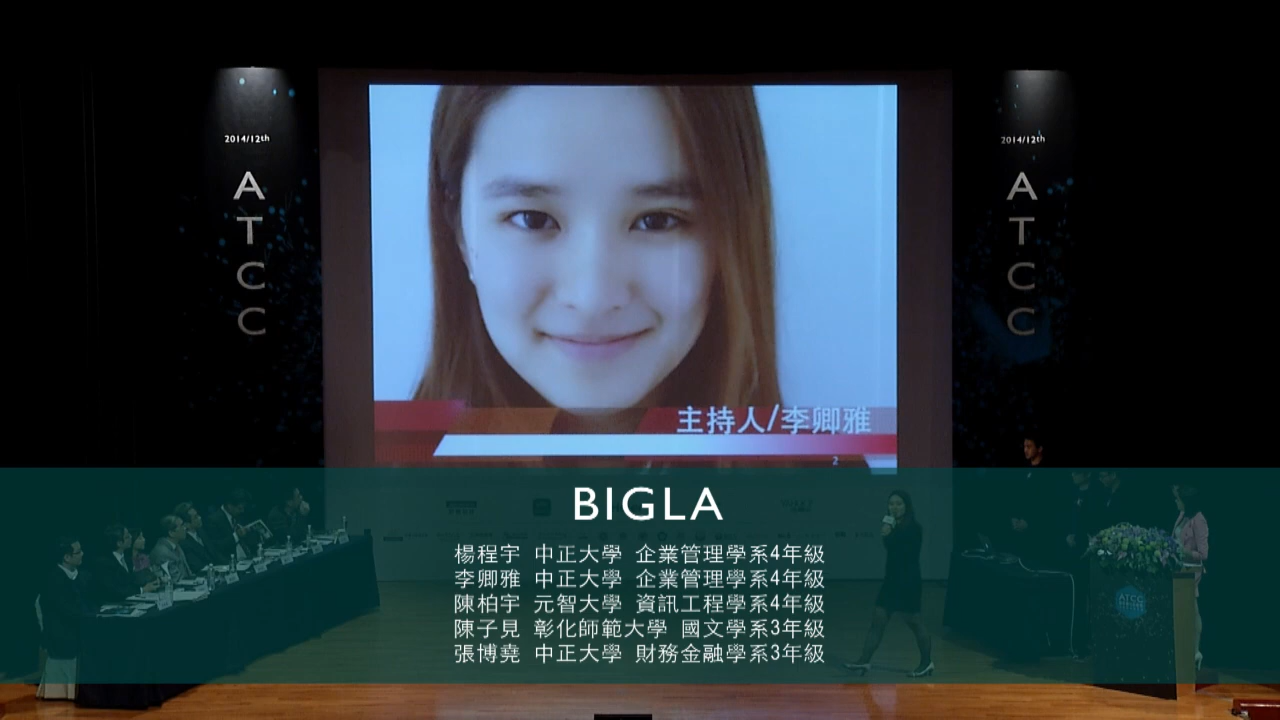 2014/12th
A
T
C
C
2014/12th
A
T
C
C
主持人/李卿雅
2
BIGLA
楊程宇 中正大學 企業管理學系4年級
李卿雅 中正大學 企業管理學系4年級
陳柏宇 元智大學 資訊工程學系4年級
陳子見 彰化師範大學 國文學系3年級
張博堯 中正大學 財務金融學系3年級
ATCC